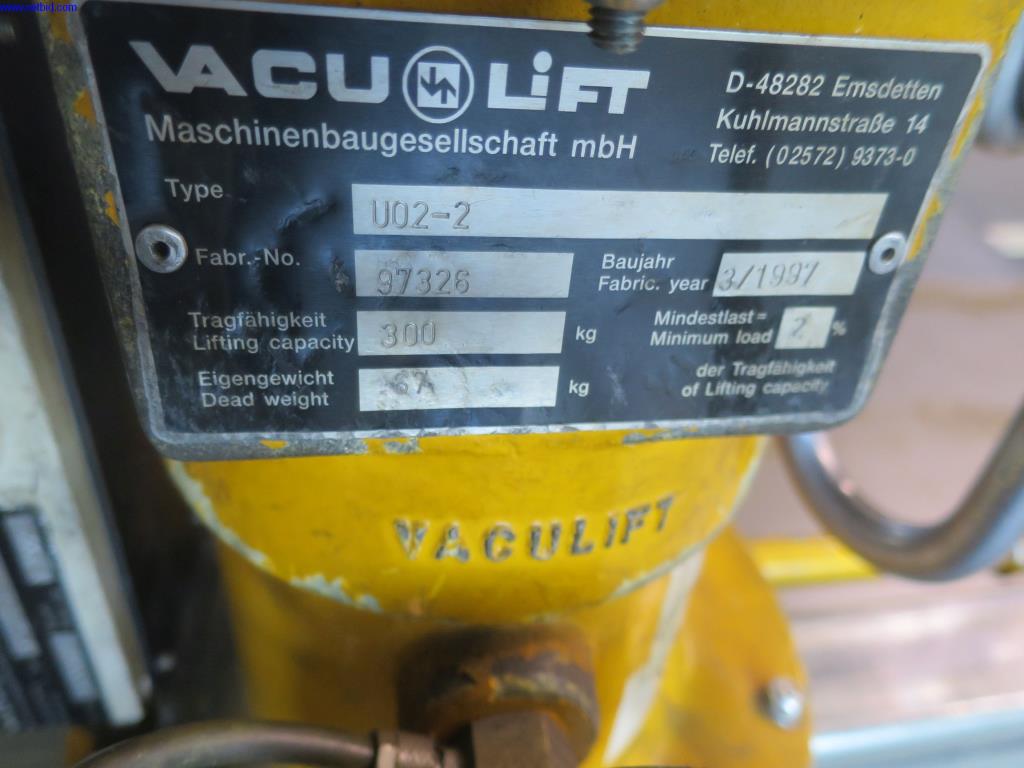 www.netbid.com
VACU LIFT
Maschinenbaugesellschaft mbH
D-48282 Emsdetten
Kuhlmannstraße 14
Telef. (02572) 9373-0
Type U02-2
Fabr.-No. 97326
Baujahr
Fabric. year 3/1997
Tragfähigkeit
Lifting capacity 300 kg
Mindestlast =
Minimum load %
der Tragfähigkeit
of Lifting capacity
Eigengewicht
Dead weight kg
VACULIFT